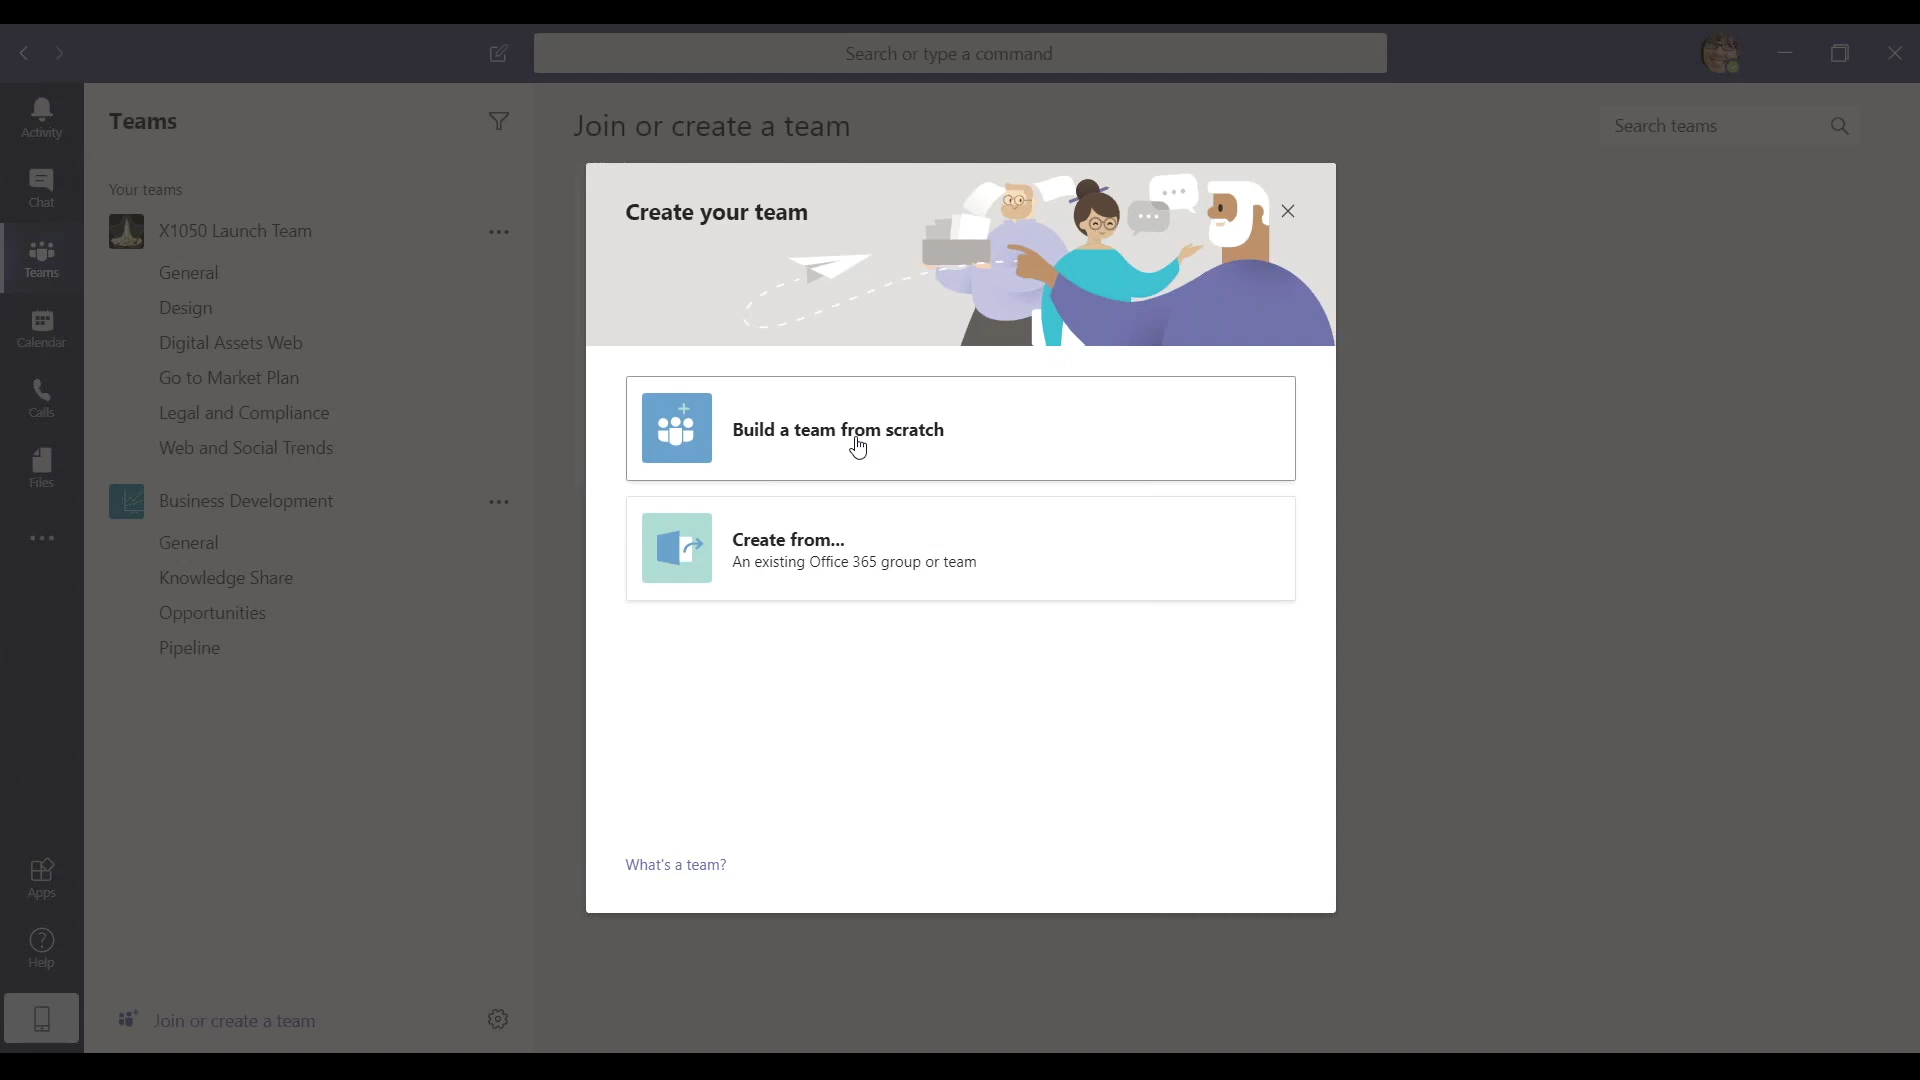 Search or type a command
Activity
Chat
Teams
Calendar
Calls
Files
Apps
Help
Teams
Your teams
X1050 Launch Team
General
Design
Digital Assets Web
Go to Market Plan
Legal and Compliance
Web and Social Trends
Business Development
General
Knowledge Share
Opportunities
Pipeline
Join or create a team
Join or create a team
Search teams
Create your team
Build a team from scratch
Create from...
An existing Office 365 group or team
What's a team?